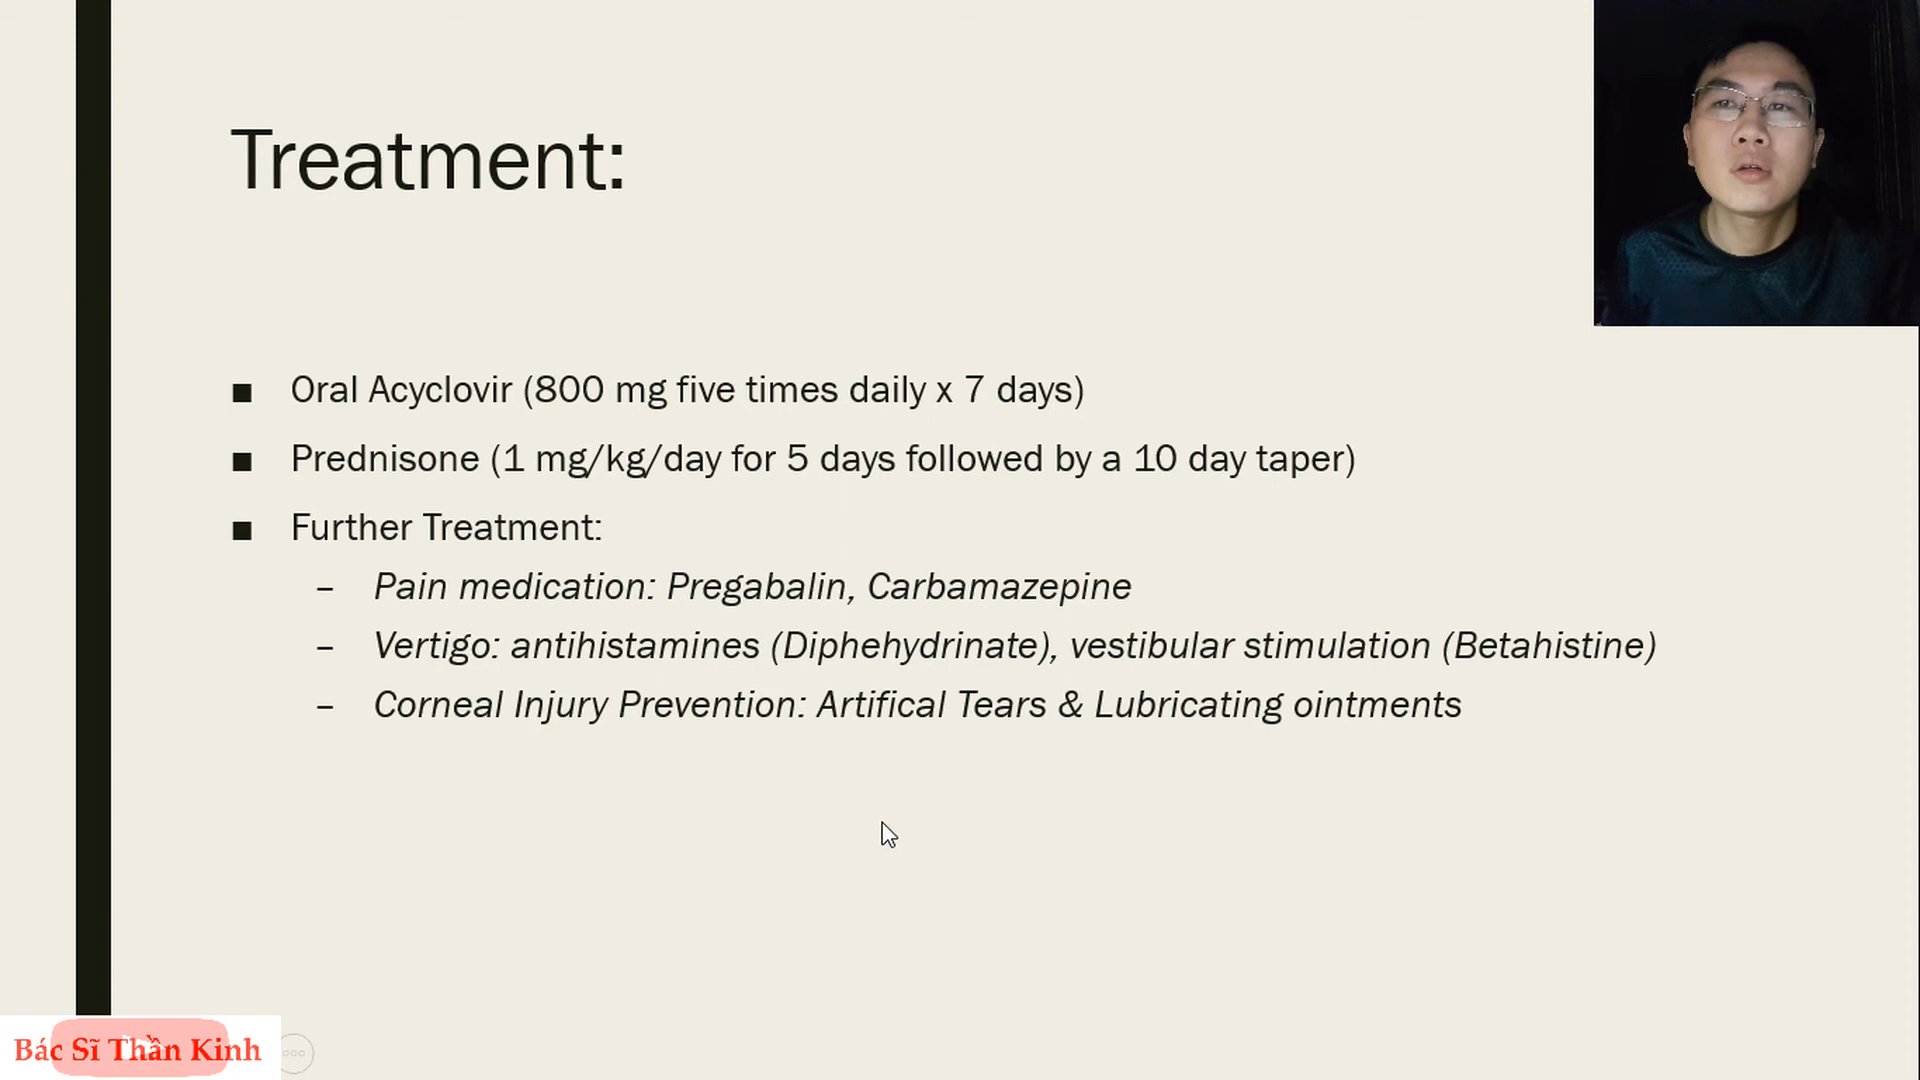 Treatment:
Oral Acyclovir (800 mg five times daily x 7 days)
Prednisone (1 mg/kg/day for 5 days followed by a 10 day taper)
Further Treatment:
– Pain medication: Pregabalin, Carbamazepine
– Vertigo: antihistamines (Diphehydrinate), vestibular stimulation (Betahistine)
– Corneal Injury Prevention: Artifical Tears & Lubricating ointments
Bác Sĩ Thần Kinh